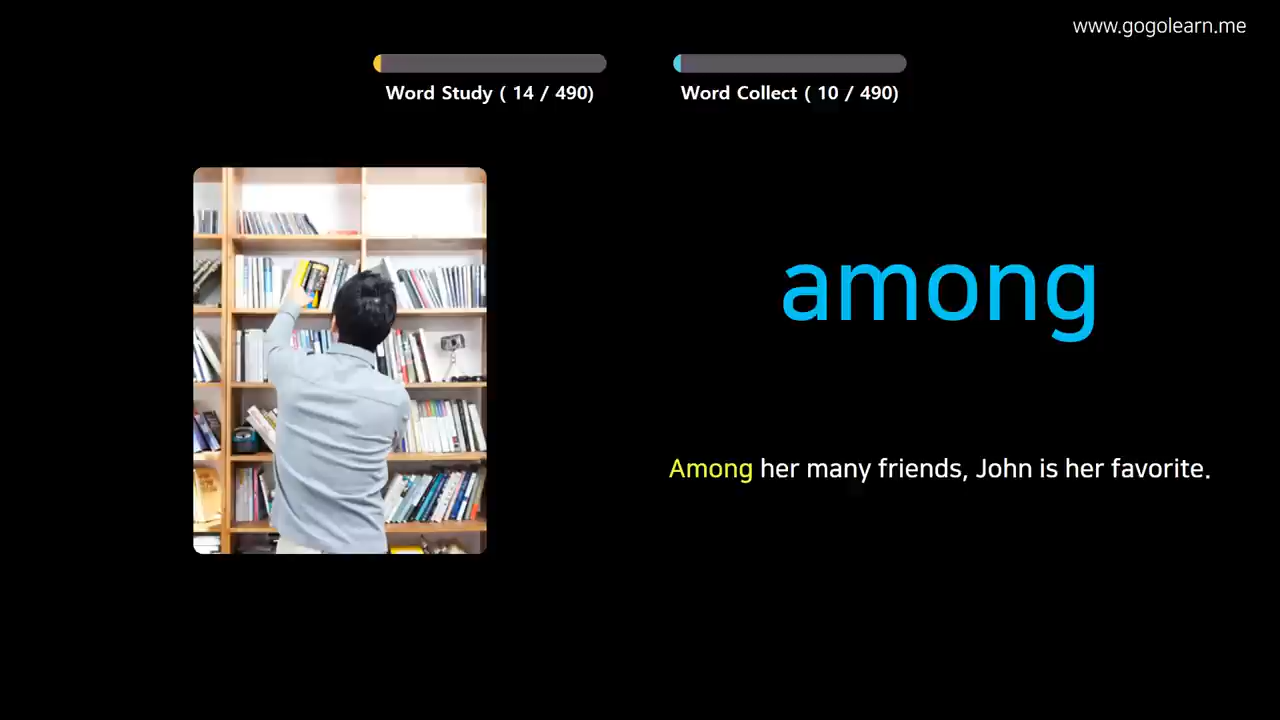 www.gogolearn.me
Word Study ( 14 / 490)
Word Collect ( 10 / 490)
among
Among her many friends, John is her favorite.